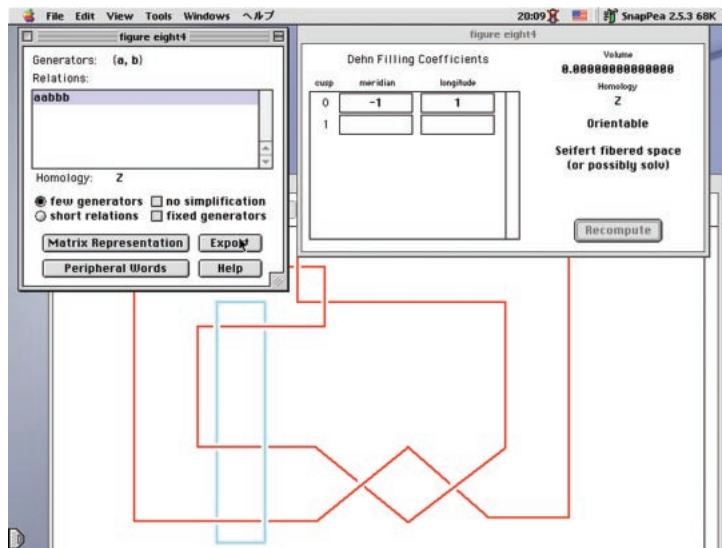 File Edit View Tools Windows ヘルプ 20:09 SnapPea 2.5.3 68K
figure eight4
Generators: (a, b)
Relations:
aabbb
Homology: Z
few generators no simplification
short relations fixed generators
Matrix Representation Export
Peripheral Words Help
figure eight4
Dehn Filling Coefficients
cusp meridian longitude
0 -1 1
1
Volume
0.00000000000000
Homology
Z
Orientable
Seifert fibered space
(or possibly solv)
Recompute